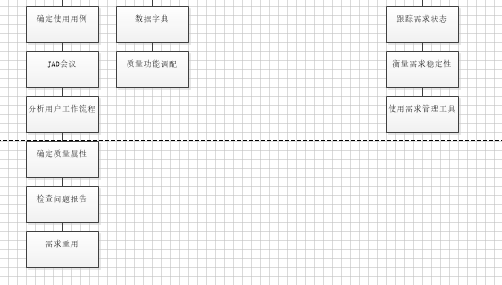 确定使用用例
数据字典
跟踪需求状态
JAD会议
质量功能调配
衡量需求稳定性
分析用户工作流程
使用需求管理工具
确定质量属性
检查问题报告
需求重用